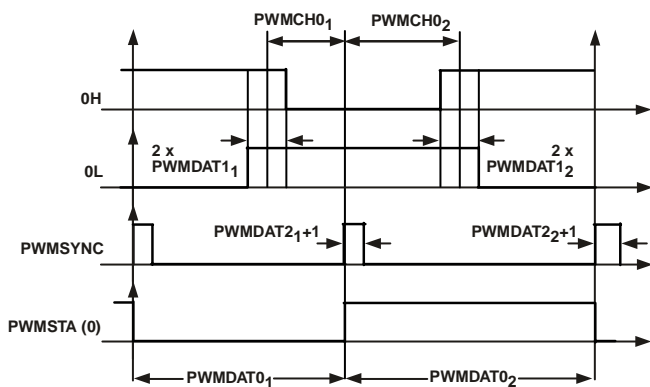 PWMCH0₁
PWMCH0₂
0H
2 x
PWMDAT1₁
2 x
PWMDAT1₂
0L
PWMDAT2₁+1
PWMDAT2₂+1
PWMSYNC
PWMSTA (0)
PWMDAT0₁
PWMDAT0₂